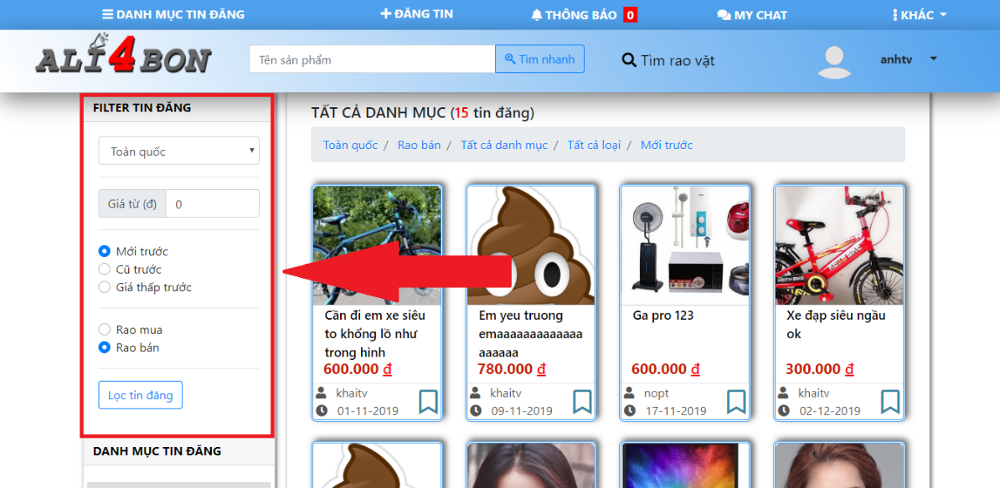 DANH MỤC TIN ĐĂNG
ĐĂNG TIN
THÔNG BÁO 0
MY CHAT
KHÁC
ALI4BON
Tên sản phẩm
Tìm nhanh
Tìm rao vặt
anhtv
FILTER TIN ĐĂNG
Toàn quốc
Giá từ (đ) 0
Mới trước
Cũ trước
Giá thấp trước
Rao mua
Rao bán
Lọc tin đăng
DANH MỤC TIN ĐĂNG
TẤT CẢ DANH MỤC (15 tin đăng)
Toàn quốc / Rao bán / Tất cả danh mục / Tất cả loại / Mới trước
Cần đi em xe siêu
to khổng lồ như
trong hình
600.000 đ
khaitv
01-11-2019
Em yeu truong
emaaaaaaaaaaaaa
aaaaaa
780.000 đ
khaitv
09-11-2019
Ga pro 123
600.000 đ
nopt
17-11-2019
KEITH BIKE
Xe đạp siêu ngầu
ok
300.000 đ
khaitv
02-12-2019